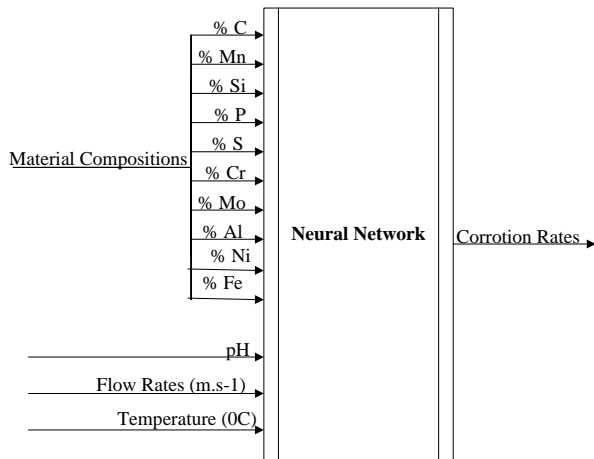 % C
% Mn
% Si
% P
% S
Material Compositions
% Cr
% Mo
% Al
% Ni
% Fe
Neural Network
Corrotion Rates
pH
Flow Rates (m.s-1)
Temperature (0C)